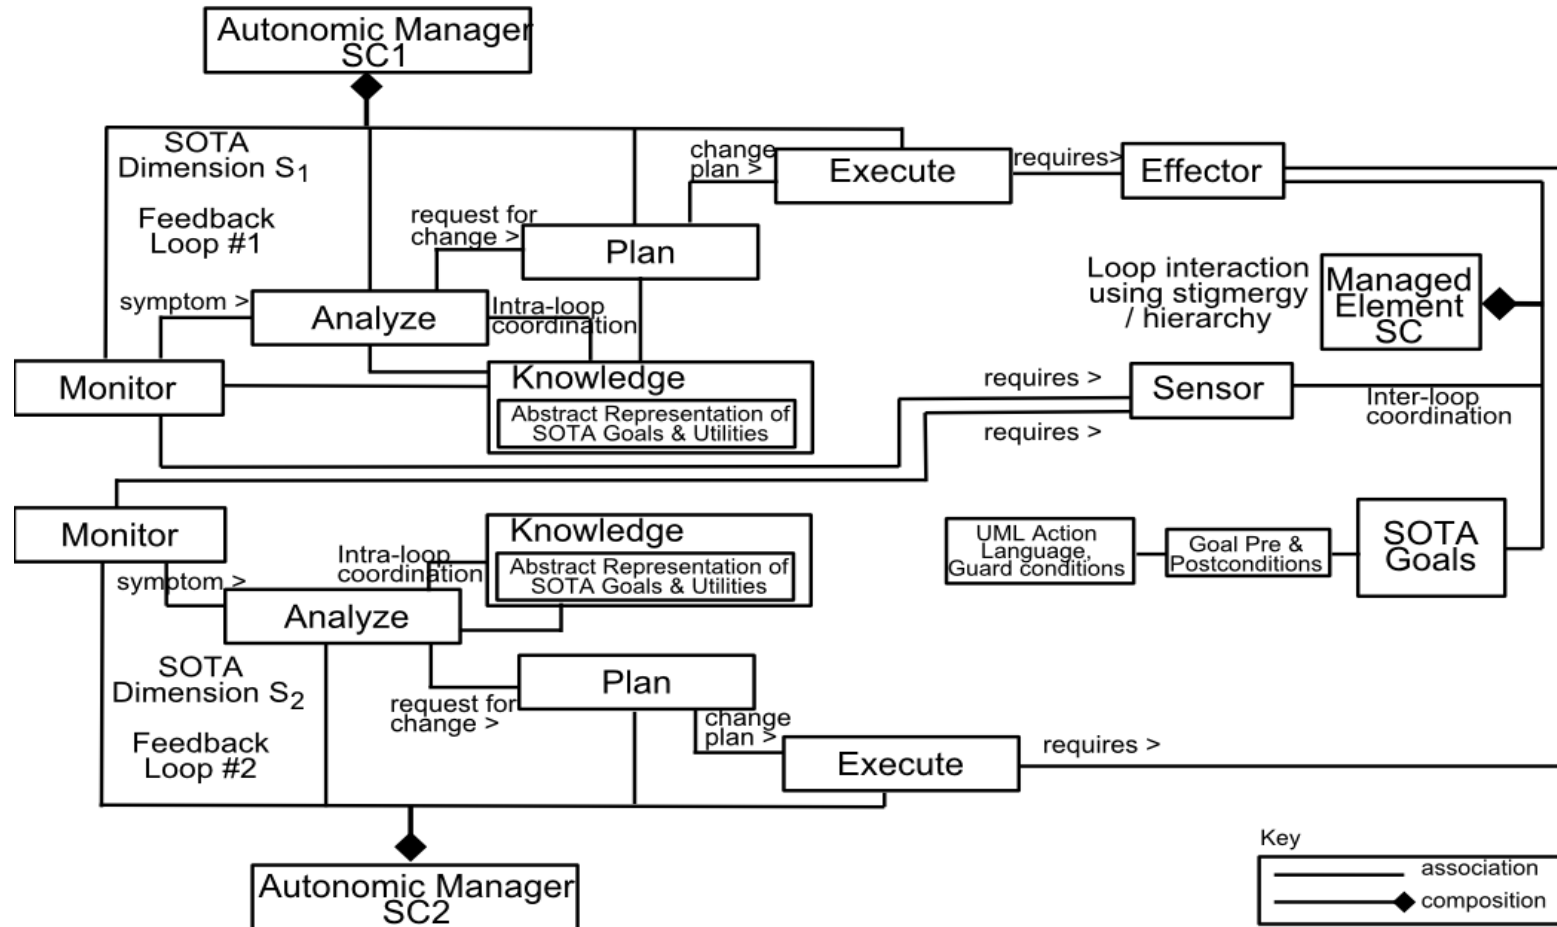 Autonomic Manager
SC1
SOTA
Dimension S1
Feedback
Loop #1
change
plan >
Execute
requires>
Effector
request for
change >
Plan
symptom >
Analyze
Intra-loop
coordination
Loop interaction
using stigmergy
/ hierarchy
Managed
Element
SC
Monitor
Knowledge
Abstract Representation of
SOTA Goals & Utilities
requires >
requires >
Sensor
Inter-loop
coordination
Monitor
symptom >
Intra-loop
coordination
Knowledge
Abstract Representation of
SOTA Goals & Utilities
UML Action
Language,
Guard conditions
Goal Pre &
Postconditions
SOTA
Goals
Analyze
SOTA
Dimension S2
Feedback
Loop #2
request for
change >
Plan
change
plan >
Execute
requires >
Autonomic Manager
SC2
Key
association
composition